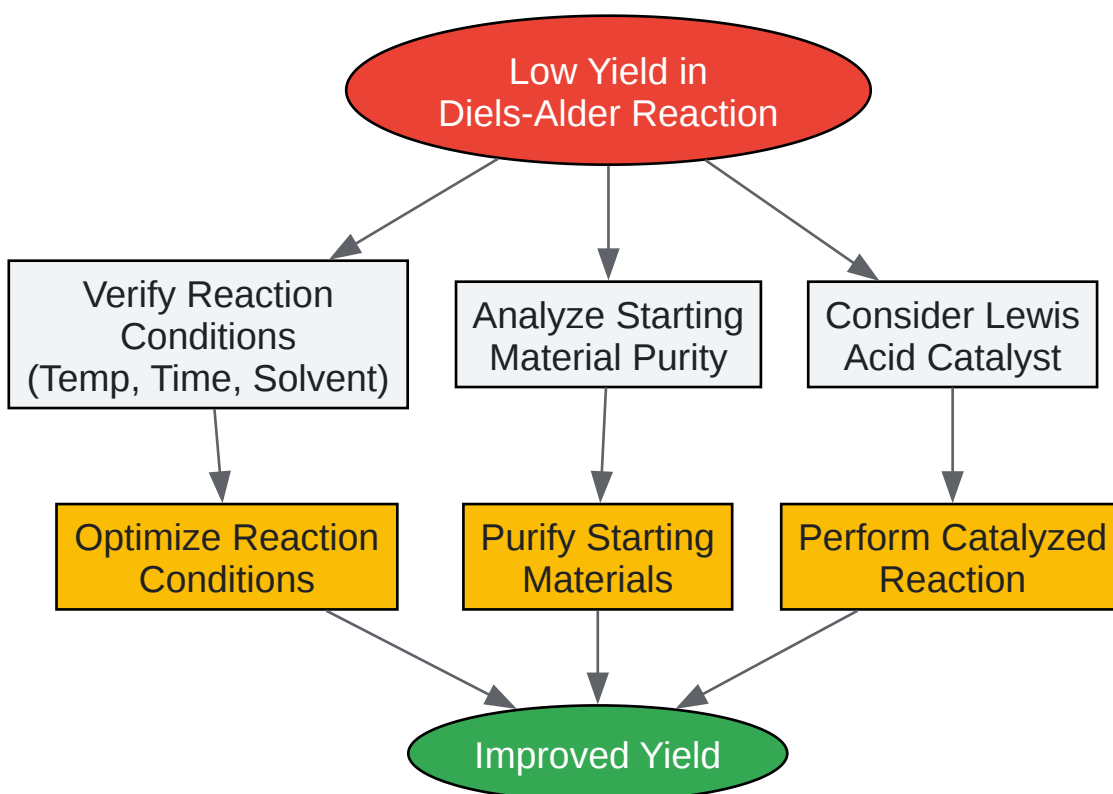 Low Yield in
Diels-Alder Reaction
Verify Reaction
Conditions
(Temp, Time, Solvent)
Analyze Starting
Material Purity
Consider Lewis
Acid Catalyst
Optimize Reaction
Conditions
Purify Starting
Materials
Perform Catalyzed
Reaction
Improved Yield